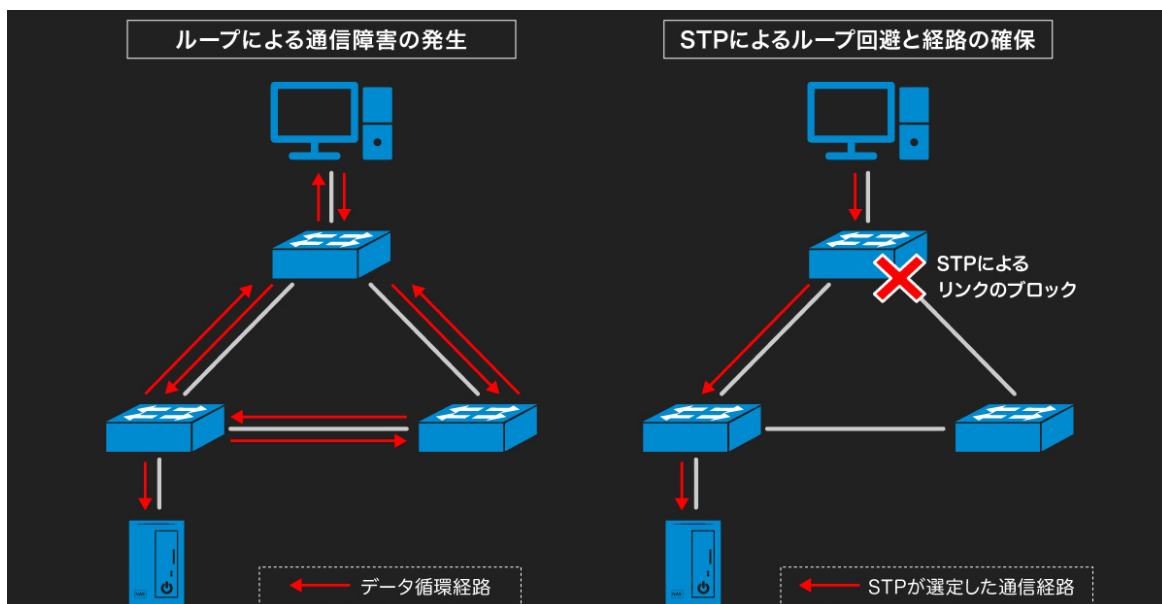 ループによる通信障害の発生
STPによるループ回避と経路の確保
STPによる
リンクのブロック
NAS
データ循環経路
NAS
STPが選定した通信経路